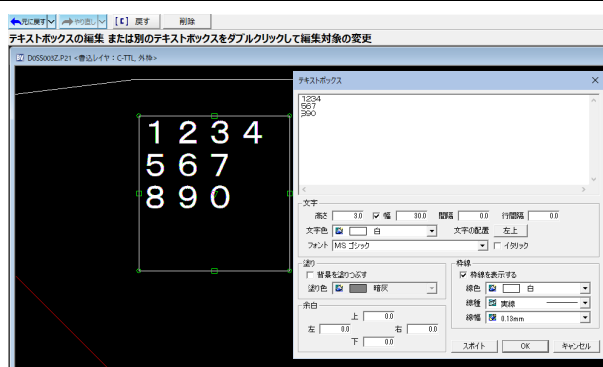 元に戻す やり直し 【C】 戻す 削除
テキストボックスの編集 または別のテキストボックスをダブルクリックして編集対象の変更
D0SS003Z.P21 <書込レイヤ：C-TTL, 外枠>
1 2 3 4
5 6 7
8 9 0
テキストボックス
1234
567
890
文字
高さ 3.0 幅 30.0 間隔 0.0 行間隔 0.0
文字色 白 文字の配置 左上
フォント MS ゴシック イタリック
塗り
背景を塗りつぶす
塗り色 暗灰
余白
上 0.0
左 0.0 右 0.0
下 0.0
枠線
枠線を表示する
線色 白
線種 実線
線幅 0.13mm
スポイト OK キャンセル